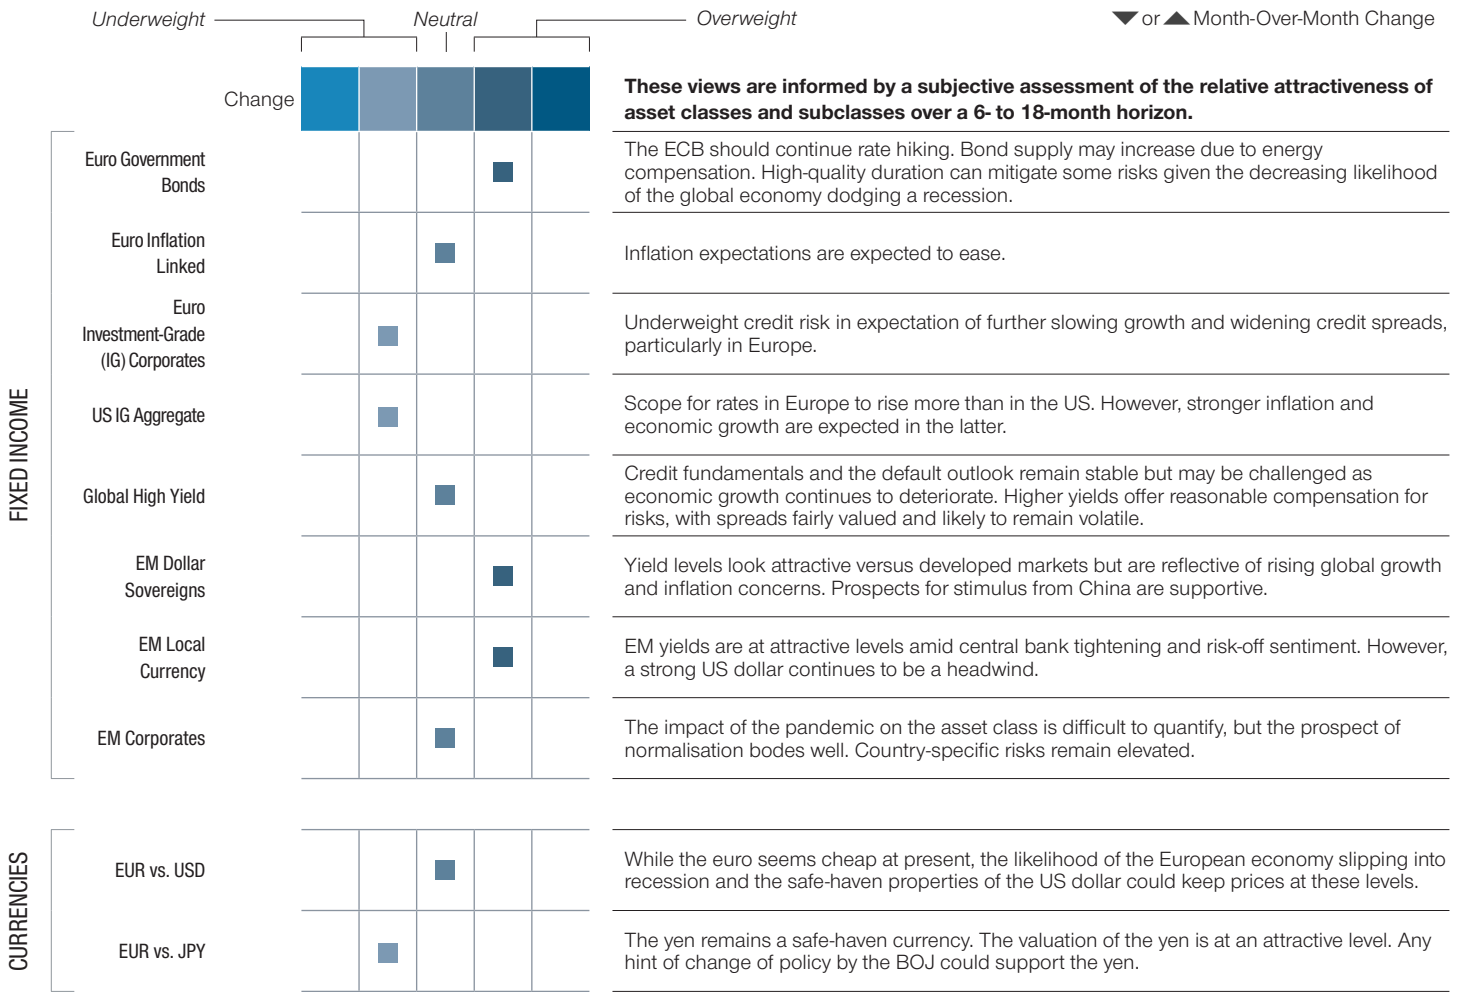 Underweight
Neutral
Overweight
▼ or ▲ Month-Over-Month Change
Change
These views are informed by a subjective assessment of the relative attractiveness of
asset classes and subclasses over a 6- to 18-month horizon.
FIXED INCOME
Euro Government
Bonds
The ECB should continue rate hiking. Bond supply may increase due to energy
compensation. High-quality duration can mitigate some risks given the decreasing likelihood
of the global economy dodging a recession.
Euro Inflation
Linked
Inflation expectations are expected to ease.
Euro
Investment-Grade
(IG) Corporates
Underweight credit risk in expectation of further slowing growth and widening credit spreads,
particularly in Europe.
US IG Aggregate
Scope for rates in Europe to rise more than in the US. However, stronger inflation and
economic growth are expected in the latter.
Global High Yield
Credit fundamentals and the default outlook remain stable but may be challenged as
economic growth continues to deteriorate. Higher yields offer reasonable compensation for
risks, with spreads fairly valued and likely to remain volatile.
EM Dollar
Sovereigns
Yield levels look attractive versus developed markets but are reflective of rising global growth
and inflation concerns. Prospects for stimulus from China are supportive.
EM Local
Currency
EM yields are at attractive levels amid central bank tightening and risk-off sentiment. However,
a strong US dollar continues to be a headwind.
EM Corporates
The impact of the pandemic on the asset class is difficult to quantify, but the prospect of
normalisation bodes well. Country-specific risks remain elevated.
CURRENCIES
EUR vs. USD
While the euro seems cheap at present, the likelihood of the European economy slipping into
recession and the safe-haven properties of the US dollar could keep prices at these levels.
EUR vs. JPY
The yen remains a safe-haven currency. The valuation of the yen is at an attractive level. Any
hint of change of policy by the BOJ could support the yen.